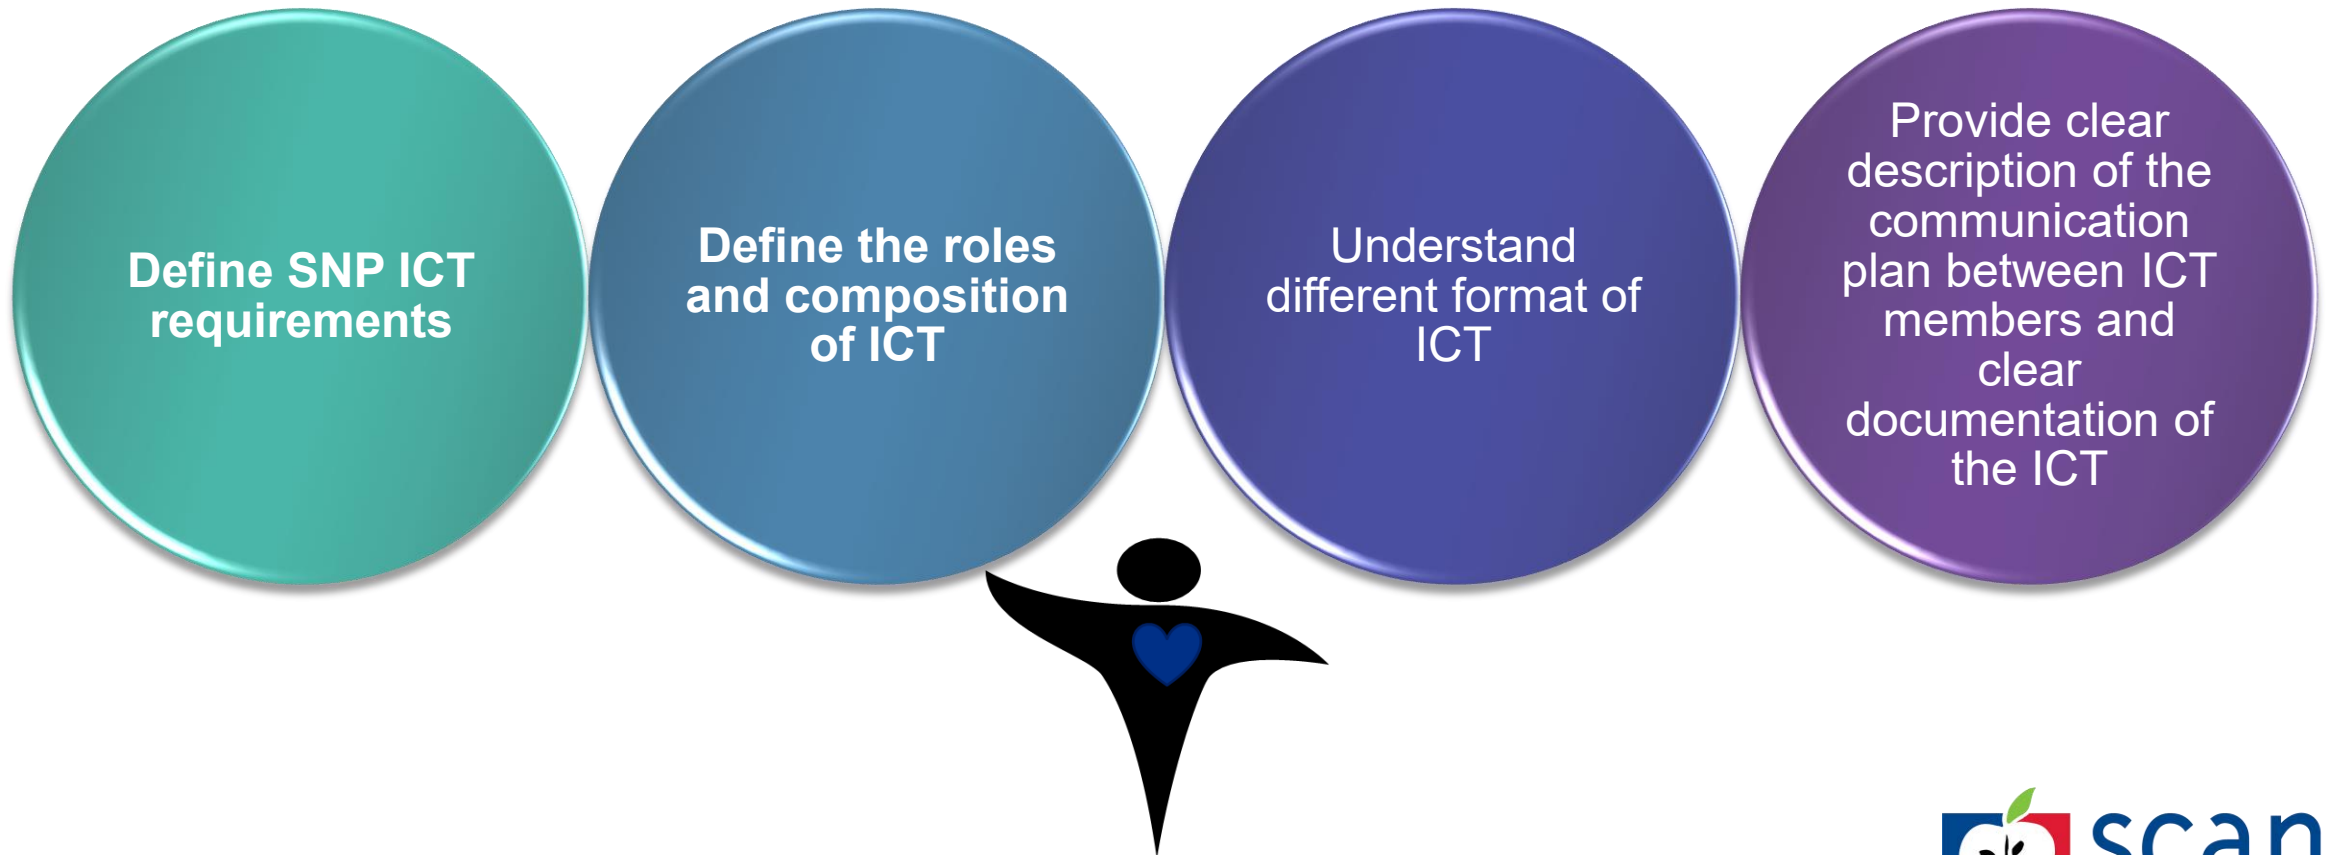 Define SNP ICT
requirements
Define the roles
and composition
of ICT
Understand
different format of
ICT
Provide clear
description of the
communication
plan between ICT
members and
clear
documentation of
the ICT
scan